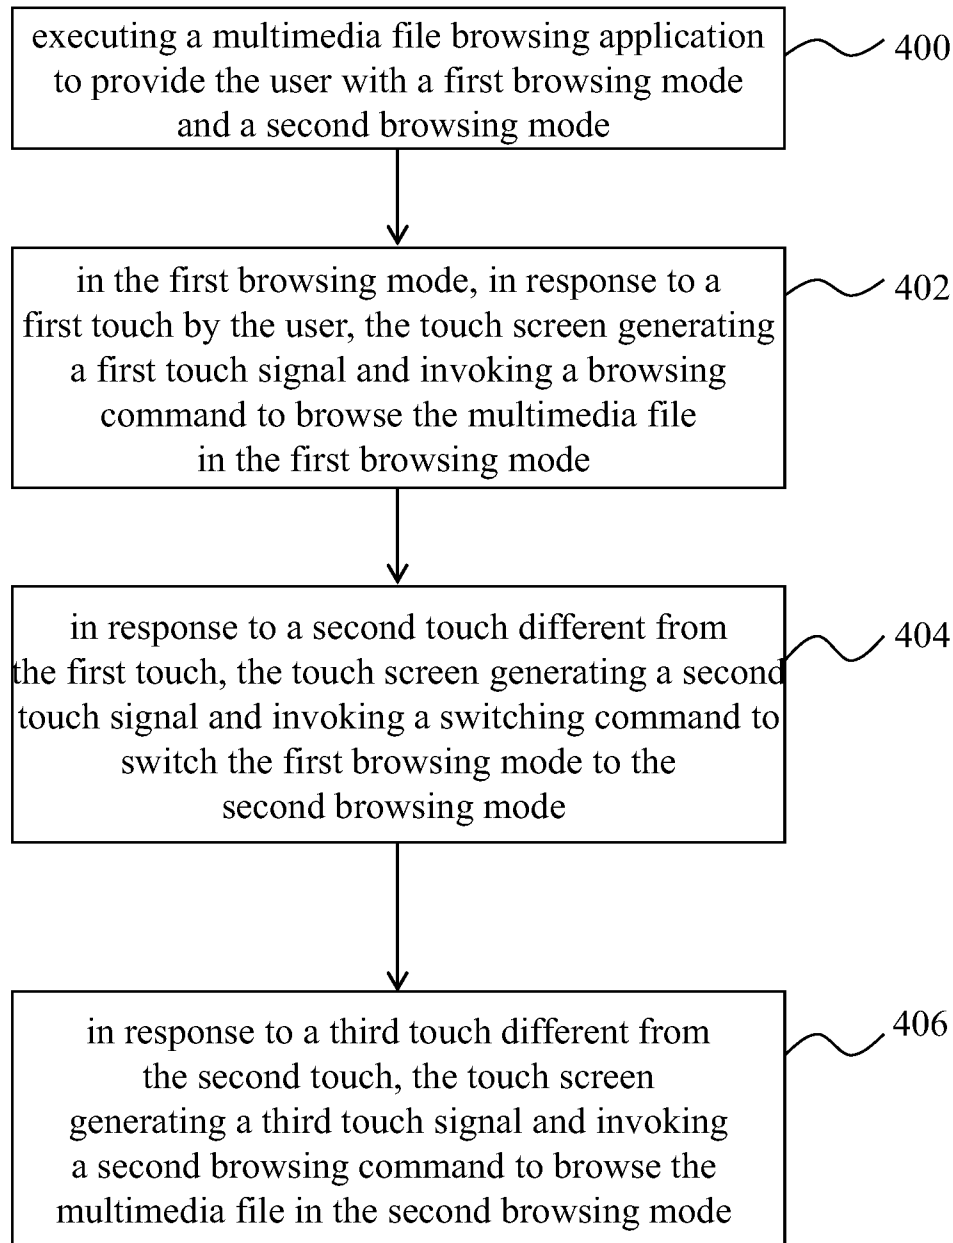 executing a multimedia file browsing application
to provide the user with a first browsing mode
and a second browsing mode
400
in the first browsing mode, in response to a
first touch by the user, the touch screen generating
a first touch signal and invoking a browsing
command to browse the multimedia file
in the first browsing mode
402
in response to a second touch different from
the first touch, the touch screen generating a second
touch signal and invoking a switching command to
switch the first browsing mode to the
second browsing mode
404
in response to a third touch different from
the second touch, the touch screen
generating a third touch signal and invoking
a second browsing command to browse the
multimedia file in the second browsing mode
406